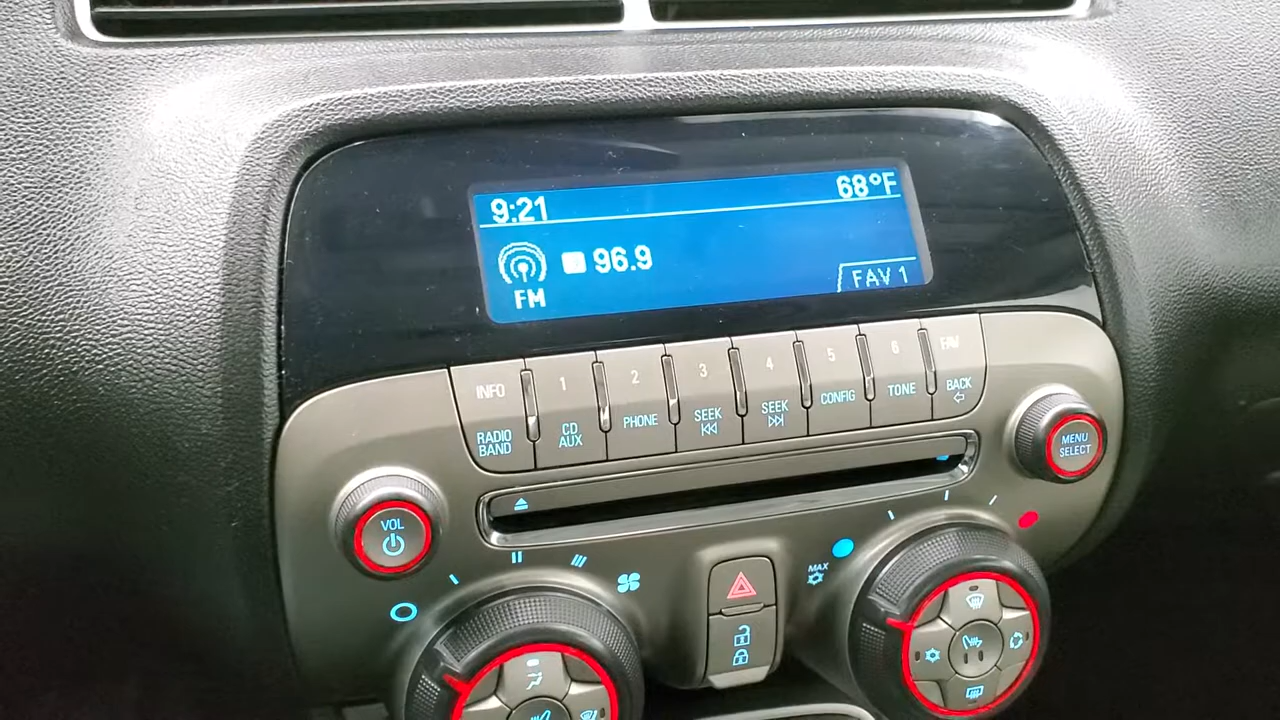 9:21 68°F
96.9
FM
FAV 1
INFO 1 2 3 4 5 6 FAV
RADIO BAND
CD AUX
PHONE
SEEK
SEEK
CONFIG
TONE
BACK
VOL
MENU SELECT
MAX